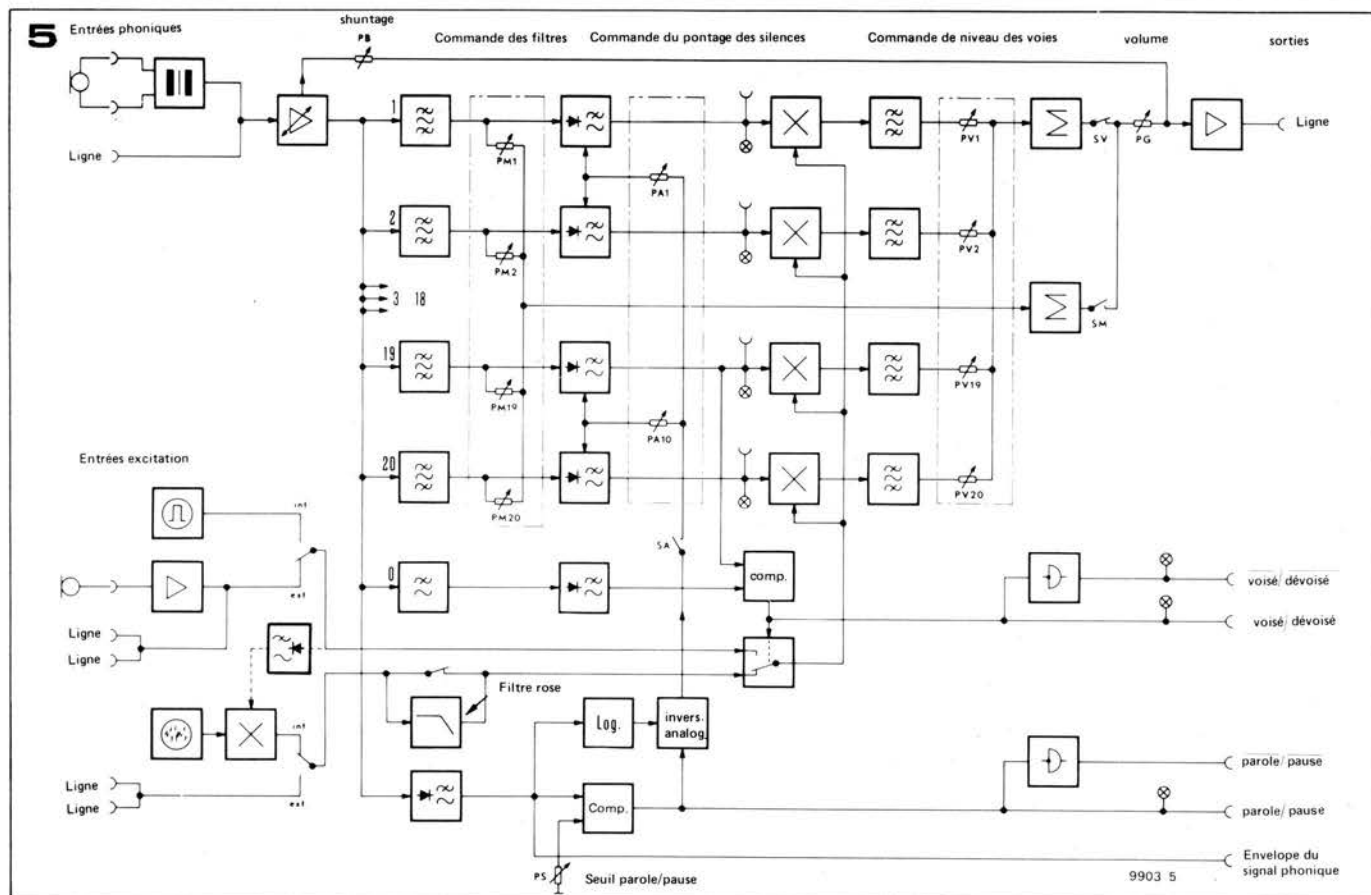 5
Entrées phoniques
shuntage
PB
Commande des filtres
Commande du pontage des silences
Commande de niveau des voies
volume
sorties
Ligne
1
PM1
PA1
PV1
SV
PG
Ligne
2
PM2
PV2
3 18
SM
19
PM19
PA10
PV19
Entrées excitation
20
PM20
PV20
int
ext
SA
0
comp.
voisé/dévoisé
voisé/dévoisé
Ligne
Ligne
Filtre rose
int
Log.
invers.
analog.
Ligne
Ligne
ext
Comp.
parole/pause
parole/pause
PS
Seuil parole/pause
Envelope du
signal phonique
9903 5